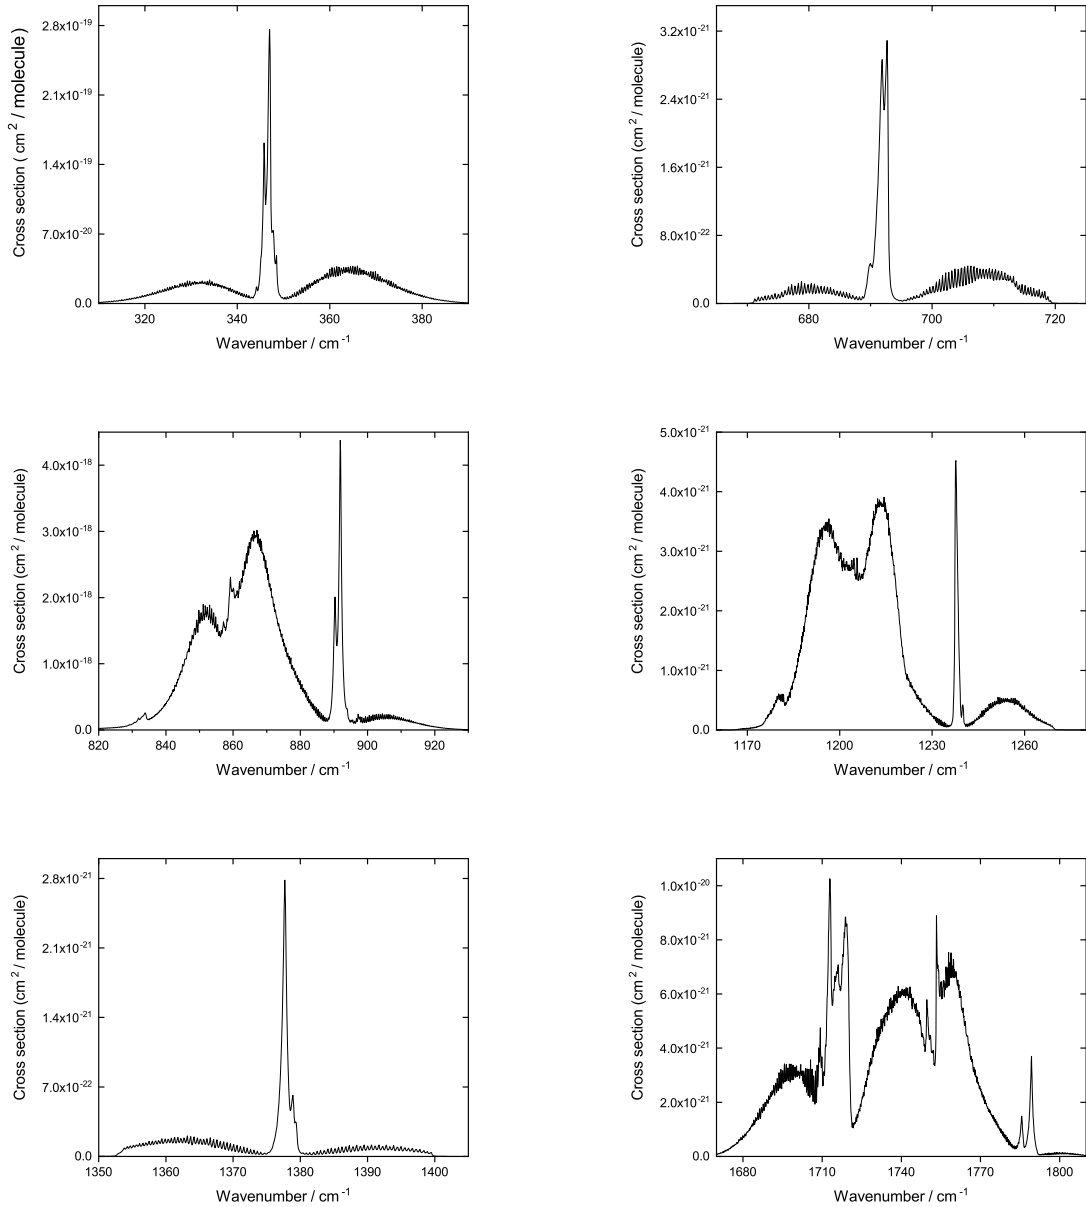 2.8x10⁻¹⁹
2.1x10⁻¹⁹
1.4x10⁻¹⁹
7.0x10⁻²⁰
0.0
Cross section ( cm² / molecule )
320 340 360 380
Wavenumber / cm⁻¹
3.2x10⁻²¹
2.4x10⁻²¹
1.6x10⁻²¹
8.0x10⁻²²
0.0
Cross section (cm² / molecule)
680 700 720
Wavenumber / cm⁻¹
4.0x10⁻¹⁸
3.0x10⁻¹⁸
2.0x10⁻¹⁸
1.0x10⁻¹⁸
0.0
Cross section (cm² / molecule)
820 840 860 880 900 920
Wavenumber / cm⁻¹
5.0x10⁻²¹
4.0x10⁻²¹
3.0x10⁻²¹
2.0x10⁻²¹
1.0x10⁻²¹
0.0
Cross section (cm² / molecule)
1170 1200 1230 1260
Wavenumber / cm⁻¹
2.8x10⁻²¹
2.1x10⁻²¹
1.4x10⁻²¹
7.0x10⁻²²
0.0
Cross section (cm² / molecule)
1350 1360 1370 1380 1390 1400
Wavenumber / cm⁻¹
1.0x10⁻²⁰
8.0x10⁻²¹
6.0x10⁻²¹
4.0x10⁻²¹
2.0x10⁻²¹
0.0
Cross section (cm² / molecule)
1680 1710 1740 1770 1800
Wavenumber / cm⁻¹